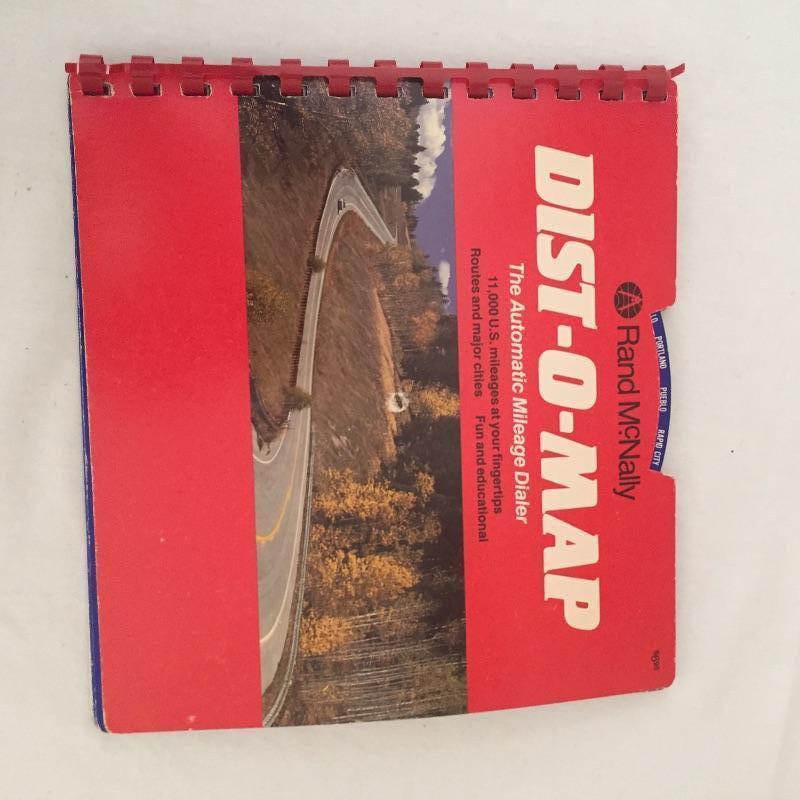 PORTLAND PUEBLO RAPID CITY
Rand McNally
DIST-O-MAP
The Automatic Mileage Dialer
11,000 U.S. mileages at your fingertips
Routes and major cities Fun and educational